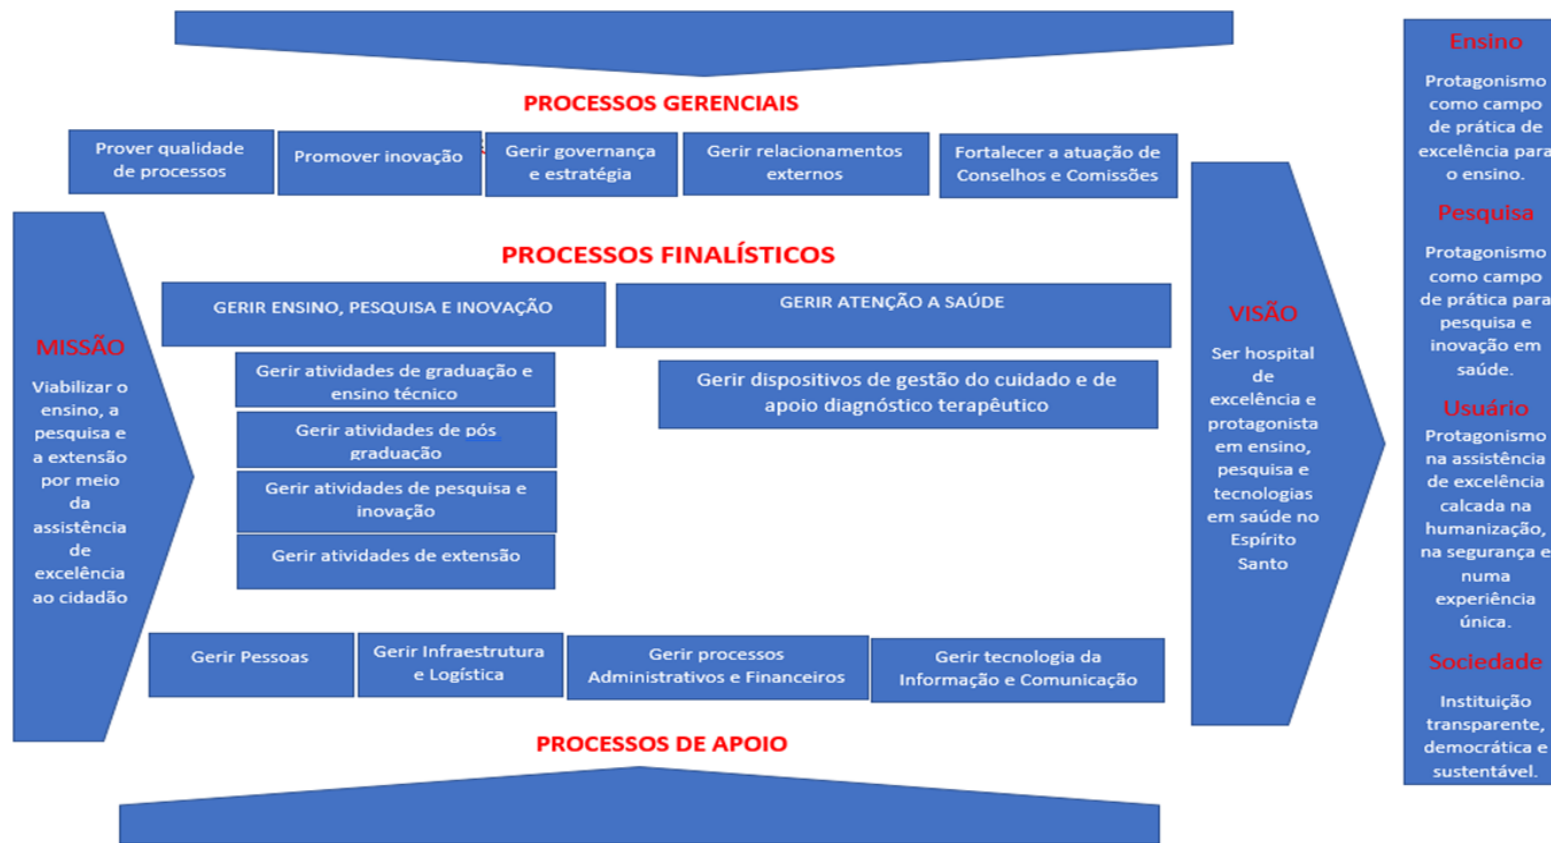 PROCESSOS GERENCIAIS
Prover qualidade
de processos
Promover inovação
Gerir governança
e estratégia
Gerir relacionamentos
externos
Fortalecer a atuação de
Conselhos e Comissões
MISSÃO
Viabilizar o
ensino, a
pesquisa e
a extensão
por meio
da
assistência
de
excelência
ao cidadão
PROCESSOS FINALÍSTICOS
GERIR ENSINO, PESQUISA E INOVAÇÃO
Gerir atividades de graduação e
ensino técnico
Gerir atividades de pós
graduação
Gerir atividades de pesquisa e
inovação
Gerir atividades de extensão
GERIR ATENÇÃO A SAÚDE
Gerir dispositivos de gestão do cuidado e de
apoio diagnóstico terapêutico
Gerir Pessoas
Gerir Infraestrutura
e Logística
Gerir processos
Administrativos e Financeiros
Gerir tecnologia da
Informação e Comunicação
PROCESSOS DE APOIO
VISÃO
Ser hospital
de
excelência e
protagonista
em ensino,
pesquisa e
tecnologias
em saúde no
Espírito
Santo
Ensino
Protagonismo
como campo
de prática de
excelência para
o ensino.
Pesquisa
Protagonismo
como campo
de prática para
pesquisa e
inovação em
saúde.
Usuário
Protagonismo
na assistência
de excelência
calcada na
humanização,
na segurança e
numa
experiência
única.
Sociedade
Instituição
transparente,
democrática e
sustentável.